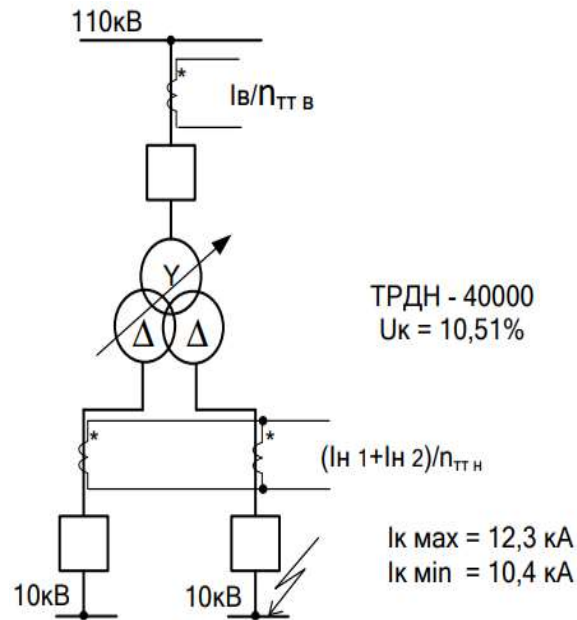 110кВ
*
Iв/nтт в
Y
Δ Δ
ТРДН - 40000
Uк = 10,51%
* *
(Iн 1+Iн 2)/nтт н
Iк мах = 12,3 кА
Iк min = 10,4 кА
10кВ 10кВ